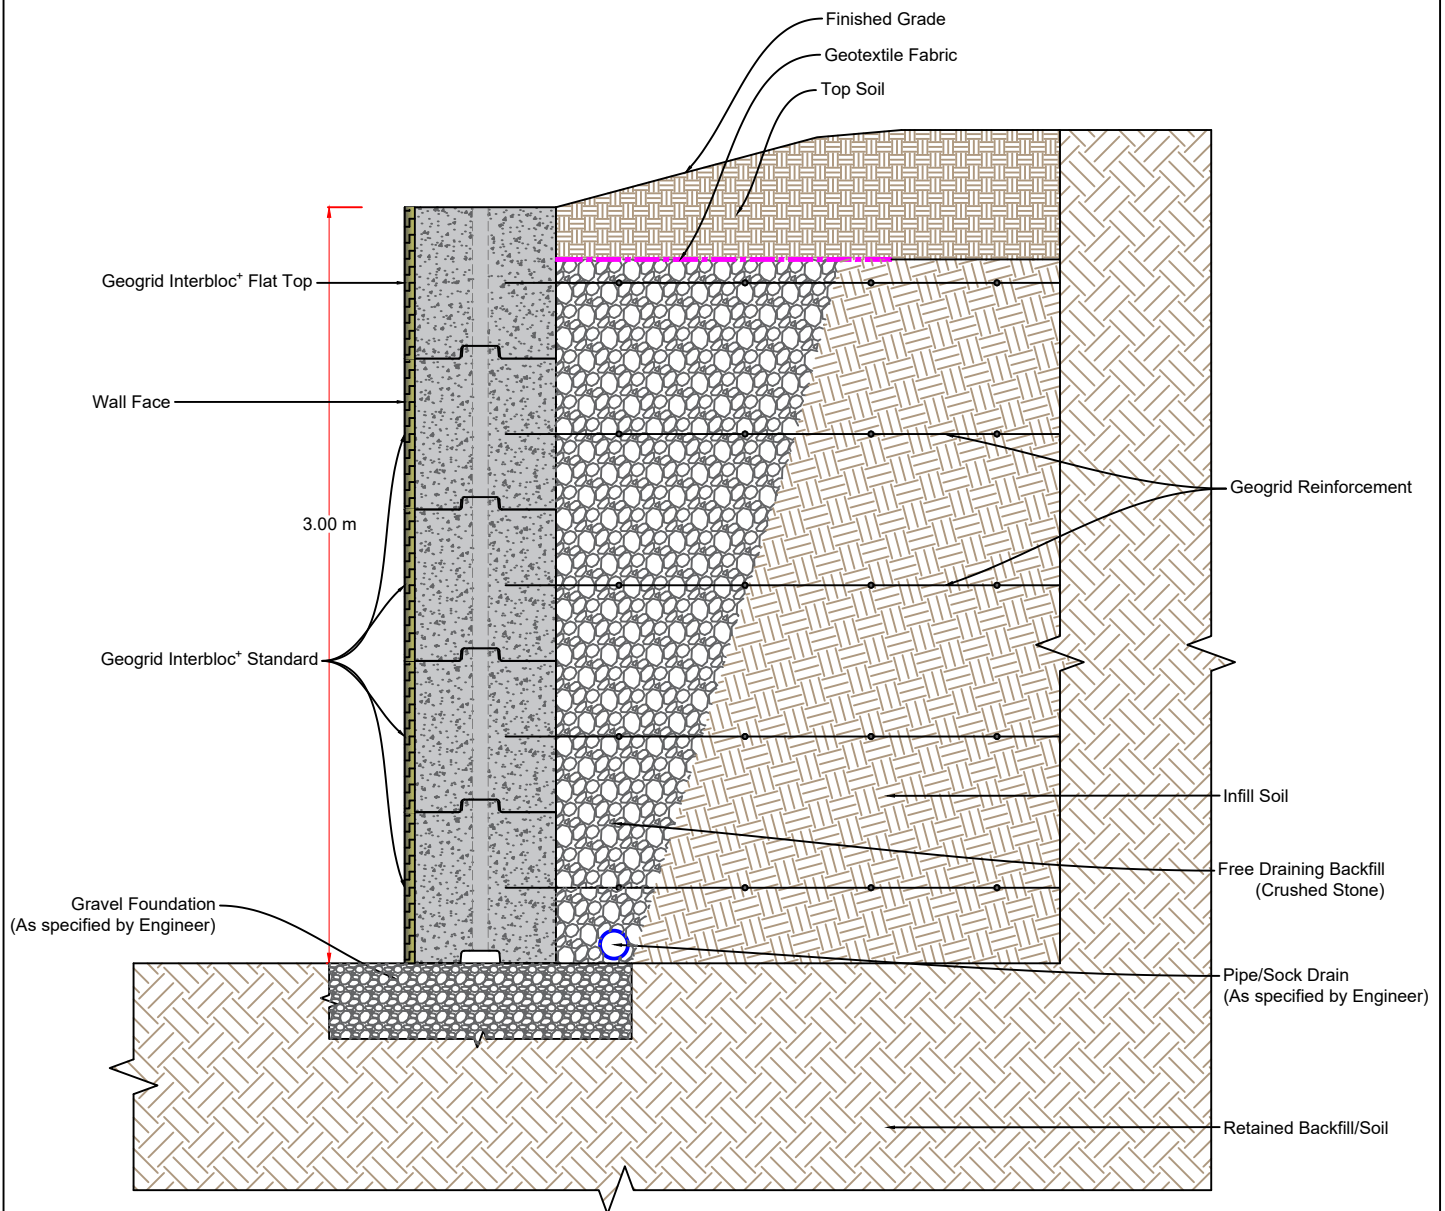 Finished Grade
Geotextile Fabric
Top Soil
Geogrid Interbloc⁺ Flat Top
Wall Face
Geogrid Reinforcement
3.00 m
Geogrid Interbloc⁺ Standard
Infill Soil
Free Draining Backfill
(Crushed Stone)
Gravel Foundation
(As specified by Engineer)
Pipe/Sock Drain
(As specified by Engineer)
Retained Backfill/Soil